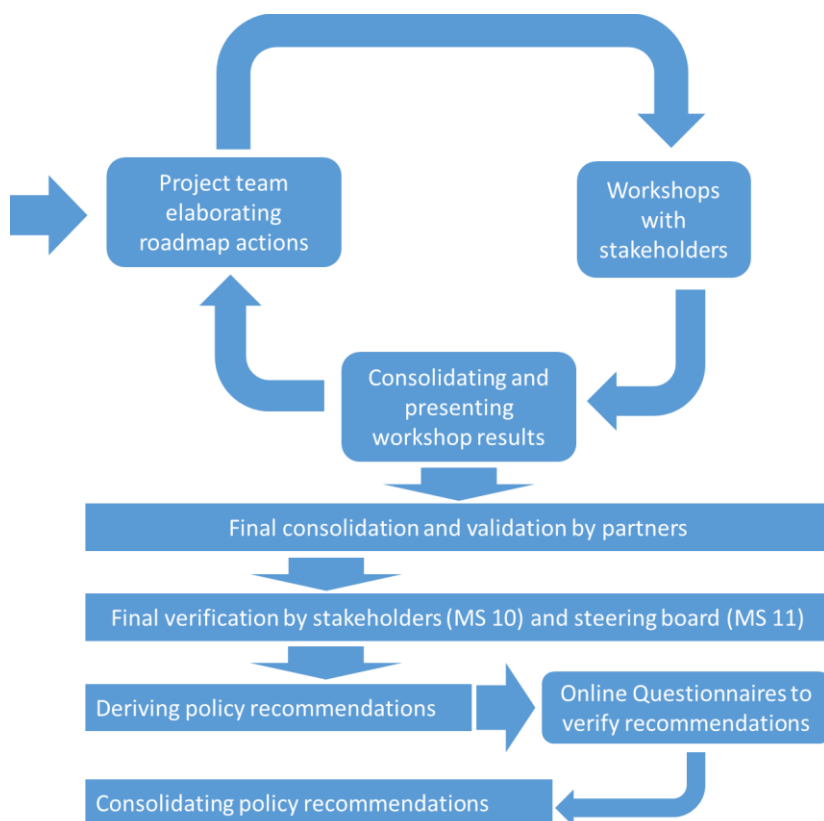 Project team
elaborating
roadmap actions
Workshops
with
stakeholders
Consolidating and
presenting
workshop results
Final consolidation and validation by partners
Final verification by stakeholders (MS 10) and steering board (MS 11)
Deriving policy recommendations
Online Questionnaires to
verify recommendations
Consolidating policy recommendations